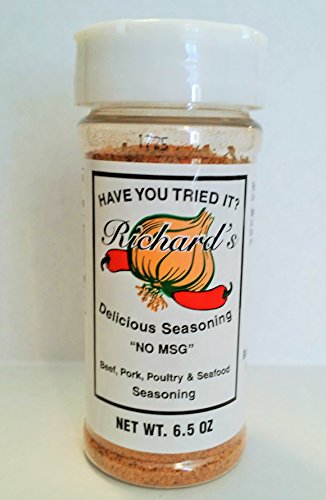 1725
HAVE YOU TRIED IT?
Richard's
Delicious Seasoning
"NO MSG"
Beef, Pork, Poultry & Seafood
Seasoning
NET WT. 6.5 OZ